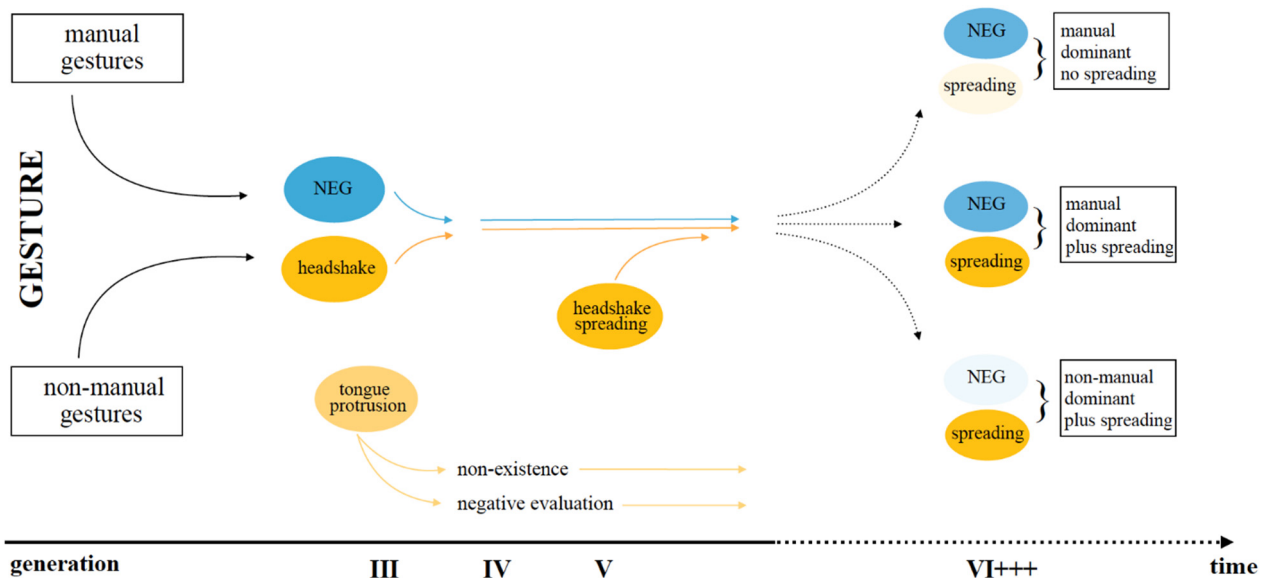 GESTURE
manual
gestures
non-manual
gestures
NEG
headshake
tongue
protrusion
non-existence
negative evaluation
headshake
spreading
NEG
spreading
}
manual
dominant
no spreading
NEG
spreading
}
manual
dominant
plus spreading
NEG
spreading
}
non-manual
dominant
plus spreading
generation III IV V VI+++ time